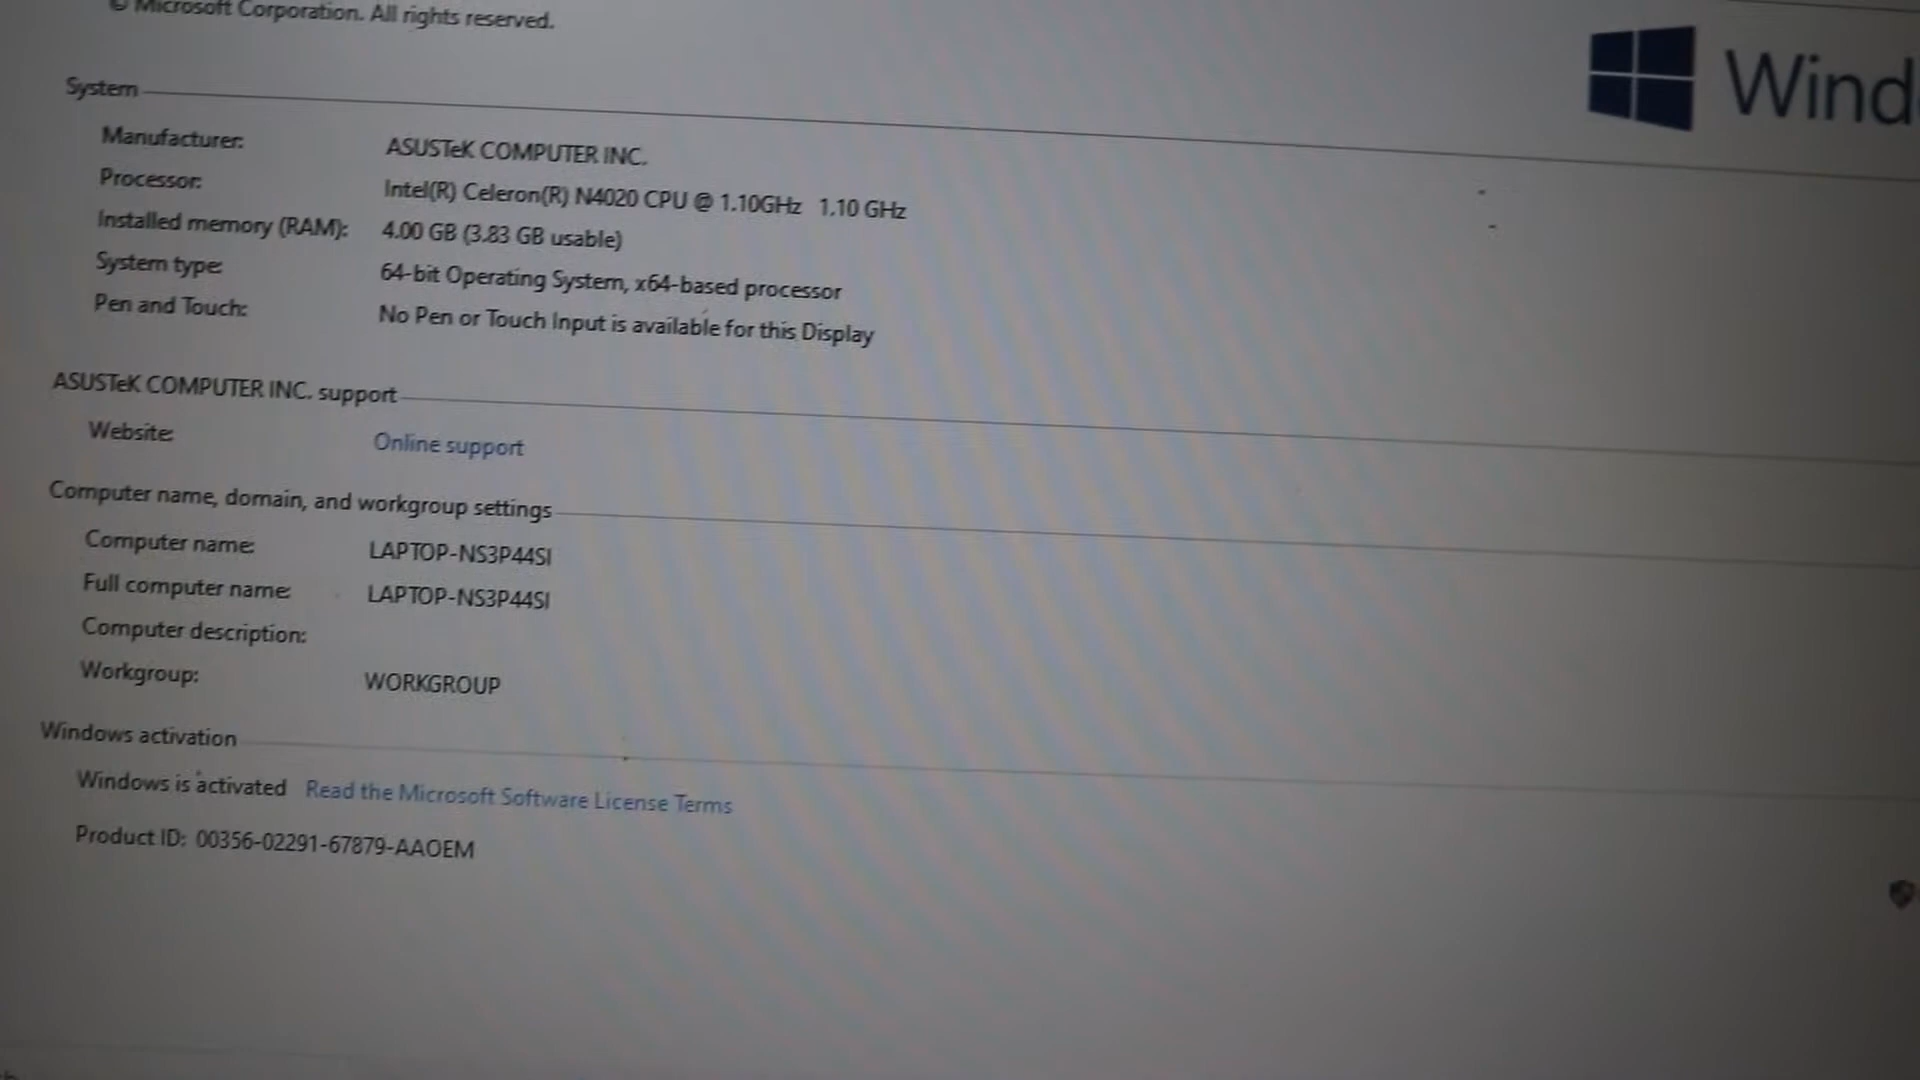 © Microsoft Corporation. All rights reserved.
Wind
System
Manufacturer: ASUSTeK COMPUTER INC.
Processor: Intel(R) Celeron(R) N4020 CPU @ 1.10GHz 1.10 GHz
Installed memory (RAM): 4.00 GB (3.83 GB usable)
System type: 64-bit Operating System, x64-based processor
Pen and Touch: No Pen or Touch Input is available for this Display
ASUSTeK COMPUTER INC. support
Website: Online support
Computer name, domain, and workgroup settings
Computer name: LAPTOP-NS3P44SI
Full computer name: LAPTOP-NS3P44SI
Computer description:
Workgroup: WORKGROUP
Windows activation
Windows is activated Read the Microsoft Software License Terms
Product ID: 00356-02291-67879-AAOEM